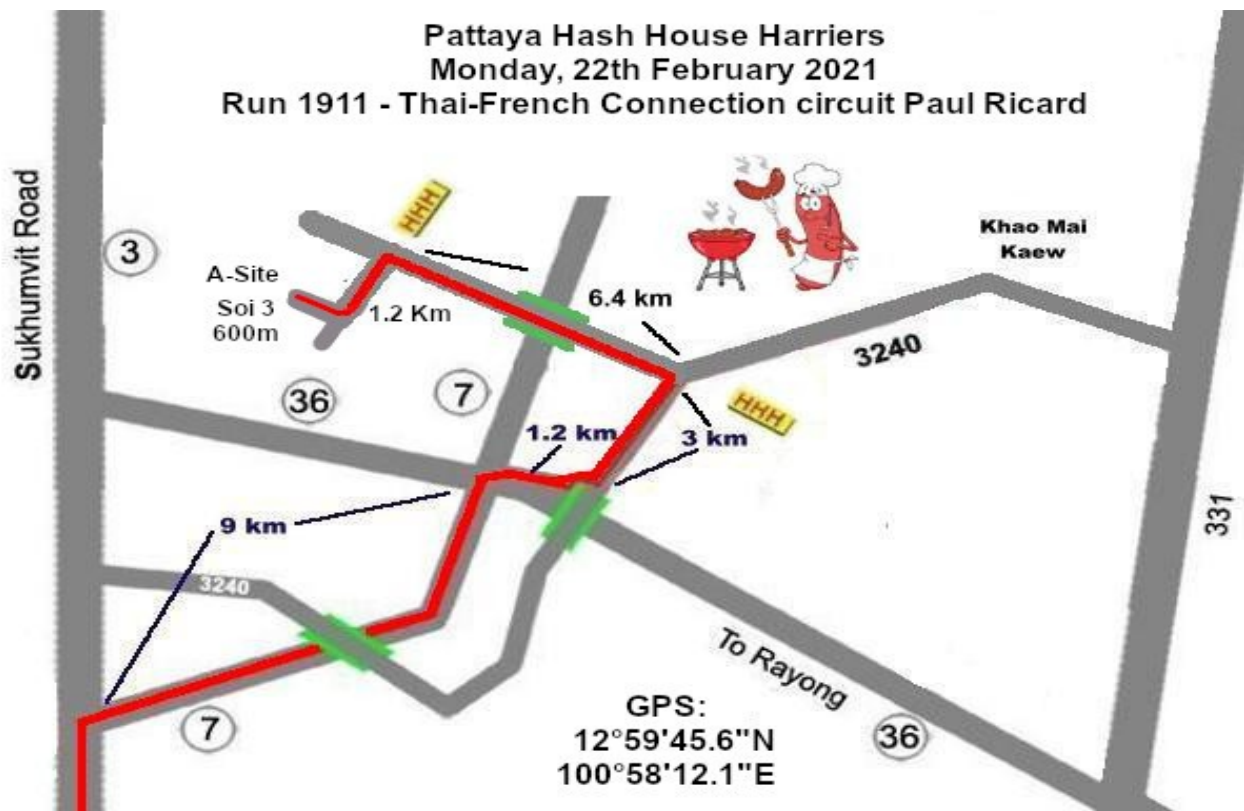 Pattaya Hash House Harriers
Monday, 22th February 2021
Run 1911 - Thai-French Connection circuit Paul Ricard
Sukhumvit Road
3
HHH
A-Site
Soi 3
600m
1.2 Km
6.4 km
Khao Mai
Kaew
3240
36
7
HHH
1.2 km
3 km
9 km
331
3240
To Rayong
7
36
GPS:
12°59'45.6"N
100°58'12.1"E